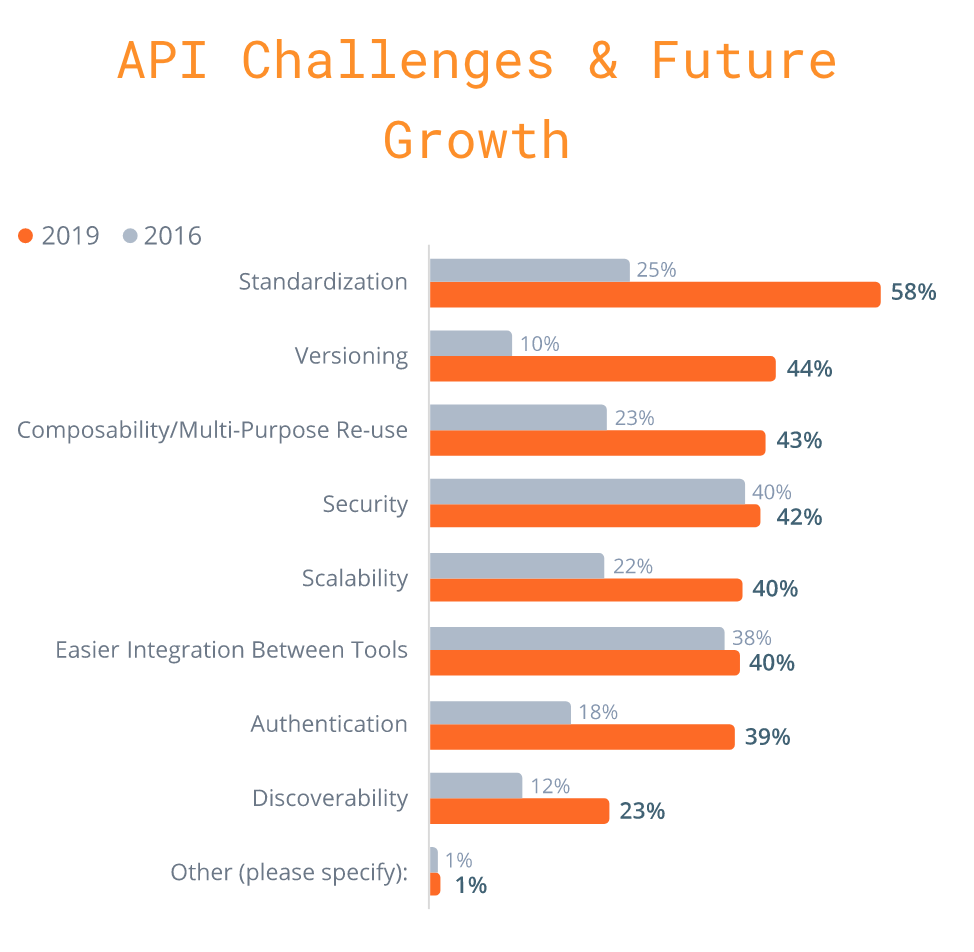 API Challenges & Future
Growth
2019 2016
Standardization 25%
58%
Versioning 10%
44%
Composability/Multi-Purpose Re-use 23%
43%
Security 40%
42%
Scalability 22%
40%
Easier Integration Between Tools 38%
40%
Authentication 18%
39%
Discoverability 12%
23%
Other (please specify): 1%
1%